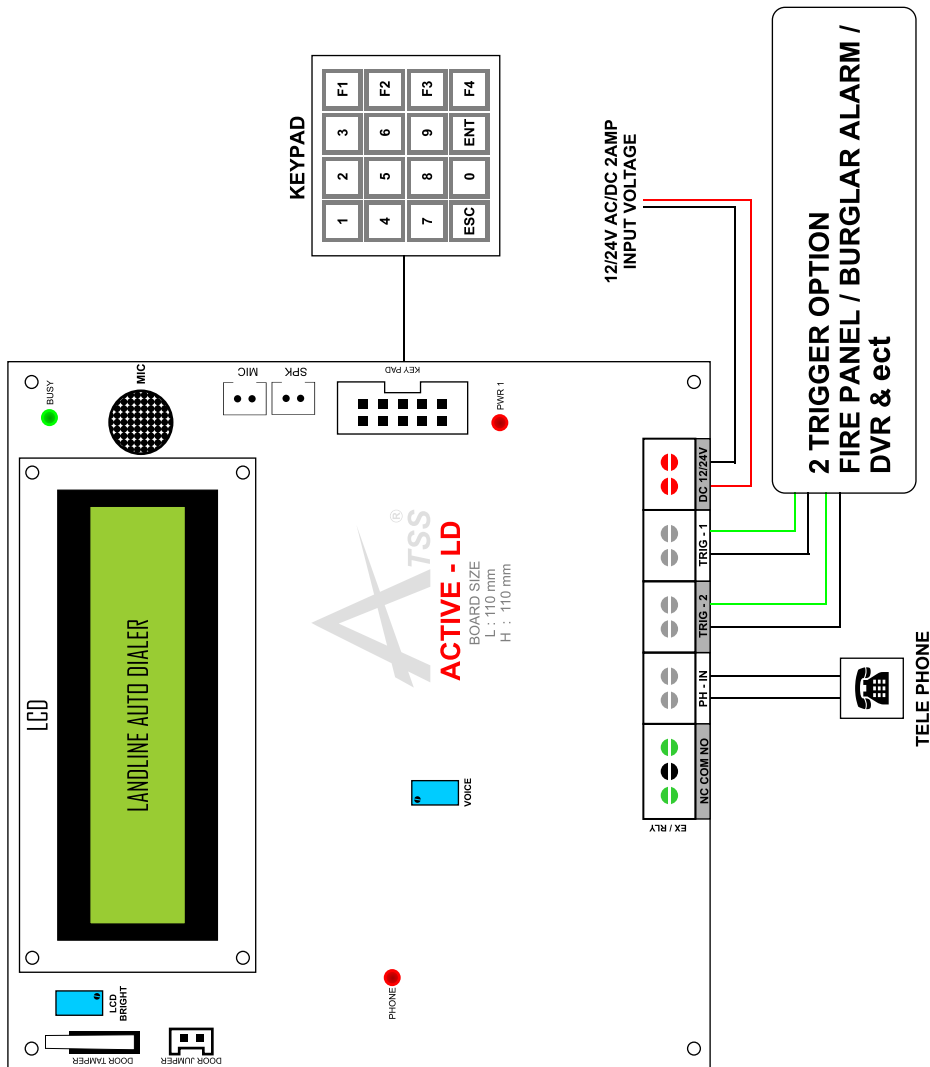 KEYPAD
1 2 3 F1
4 5 6 F2
7 8 9 F3
ESC 0 ENT F4
12/24V AC/DC 2AMP
INPUT VOLTAGE
2 TRIGGER OPTION
FIRE PANEL / BURGLAR ALARM /
DVR & ect
BUSY
MIC
MIC
SPK
KEY PAD
PWR 1
LCD
LANDLINE AUTO DIALER
ATSS®
ACTIVE - LD
BOARD SIZE
L : 110 mm
H : 110 mm
DC 12/24V
TRIG - 1
TRIG - 2
PH - IN
NC COM NO
EX / RLY
TELE PHONE
VOICE
PHONE
LCD
BRIGHT
DOOR TAMPER
DOOR JUMPER